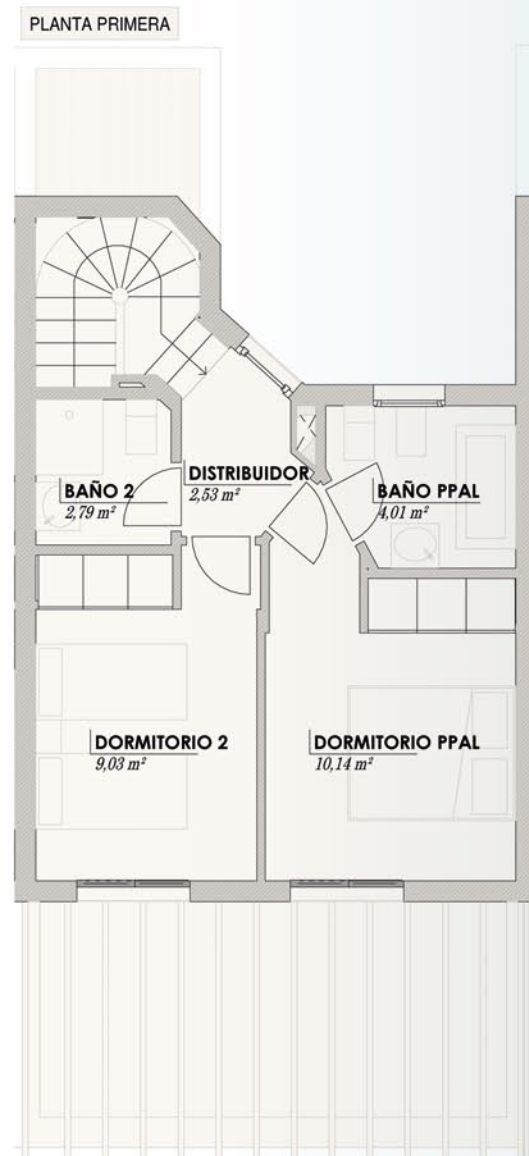 PLANTA PRIMERA
DISTRIBUIDOR
2,53 m²
BAÑO 2
2,79 m²
BAÑO PPAL
4,01 m²
DORMITORIO 2
9,03 m²
DORMITORIO PPAL
10,14 m²